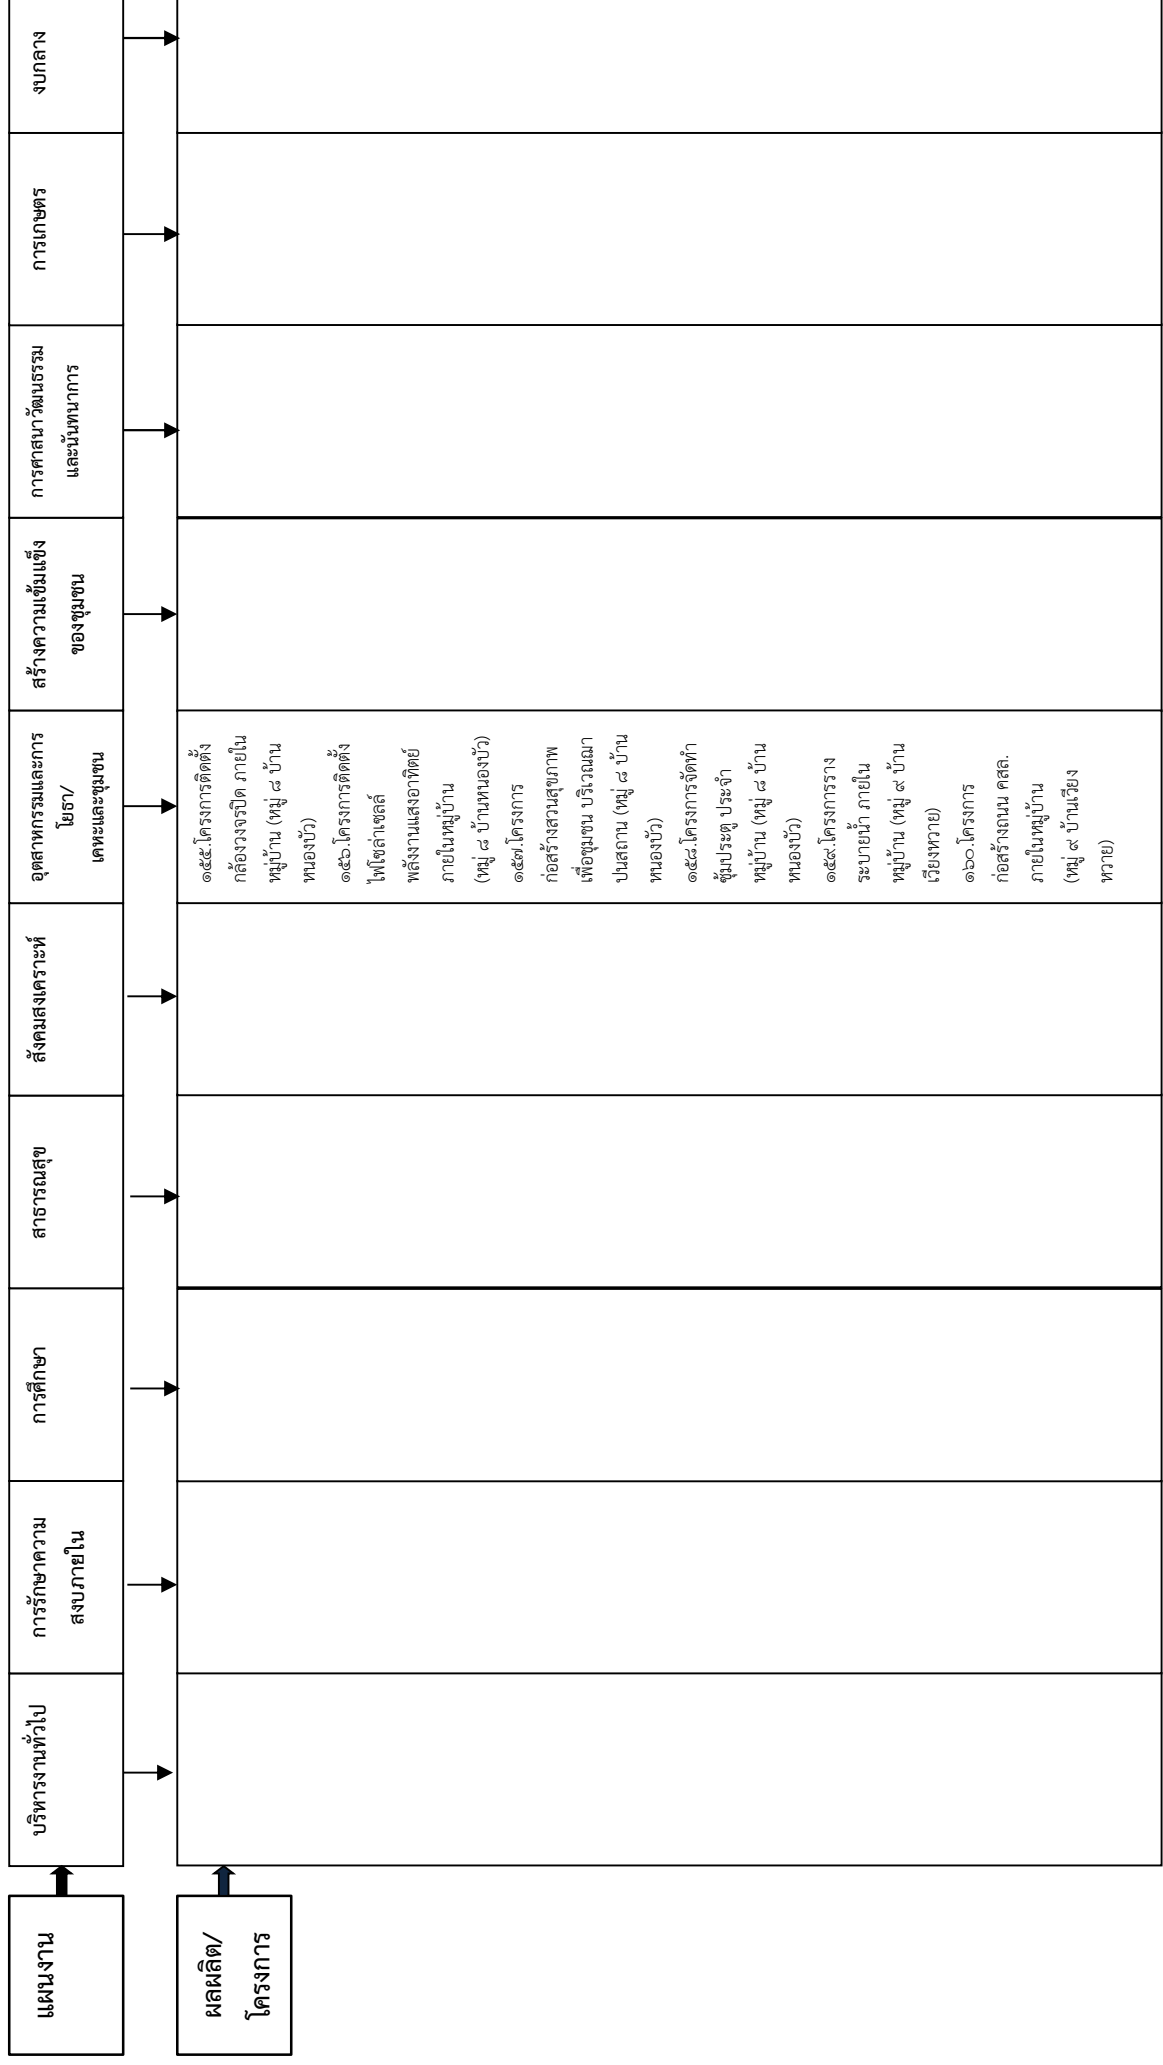 แผนงาน
บริหารงานทั่วไป
การรักษาความ
สงบภายใน
การศึกษา
สาธารณสุข
สังคมสงเคราะห์
อุตสาหกรรมและการ
โยธา/
เคหะและชุมชน
สร้างความเข้มแข็ง
ของชุมชน
การศาสนาวัฒนธรรม
และนันทนาการ
การเกษตร
งบกลาง
ผลผลิต/
โครงการ
๑๕๕.โครงการติดตั้ง
กล้องวงจรปิด ภายใน
หมู่บ้าน (หมู่ ๘ บ้าน
หนองบัว)
๑๕๖.โครงการติดตั้ง
ไฟโซล่าเซลล์
พลังงานแสงอาทิตย์
ภายในหมู่บ้าน
(หมู่ ๘ บ้านหนองบัว)
๑๕๗.โครงการ
ก่อสร้างสวนสุขภาพ
เพื่อชุมชน บริเวณฌา
ปนสถาน (หมู่ ๘ บ้าน
หนองบัว)
๑๕๘.โครงการจัดทำ
ซุ้มประตู ประจำ
หมู่บ้าน (หมู่ ๘ บ้าน
หนองบัว)
๑๕๙.โครงการราง
ระบายน้ำ ภายใน
หมู่บ้าน (หมู่ ๙ บ้าน
เวียงหวาย)
๑๖๐.โครงการ
ก่อสร้างถนน คสล.
ภายในหมู่บ้าน
(หมู่ ๙ บ้านเวียง
หวาย)